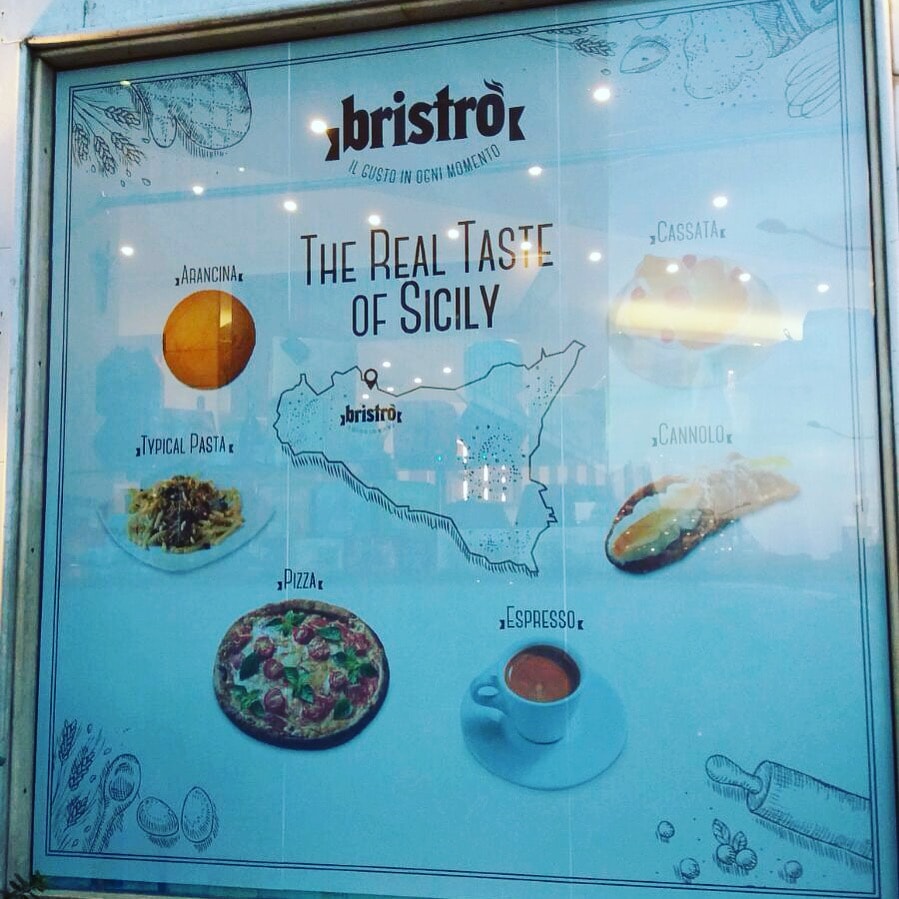 bristrò
IL GUSTO IN OGNI MOMENTO
THE REAL TASTE
OF SICILY
ARANCINA
CASSATA
bristrò
TYPICAL PASTA
CANNOLO
PIZZA
ESPRESSO